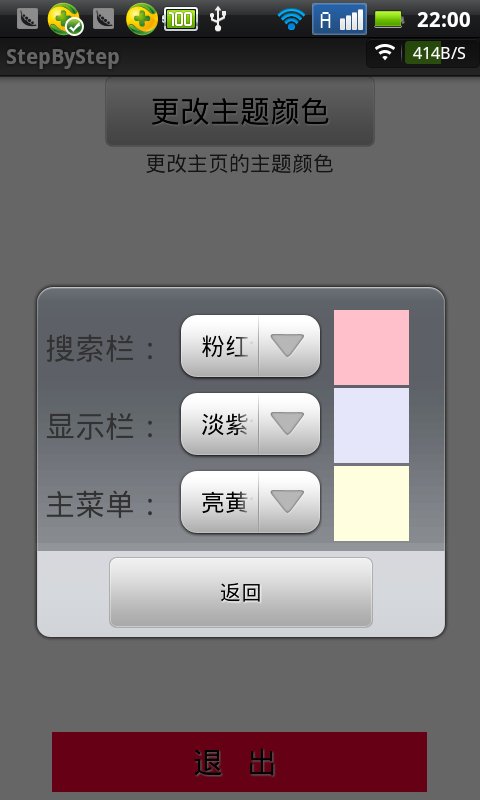 100 A 22:00
StepByStep 414B/S
更改主题颜色
更改主页的主题颜色
搜索栏： 粉红
显示栏： 淡紫
主菜单： 亮黄
返回
退 出